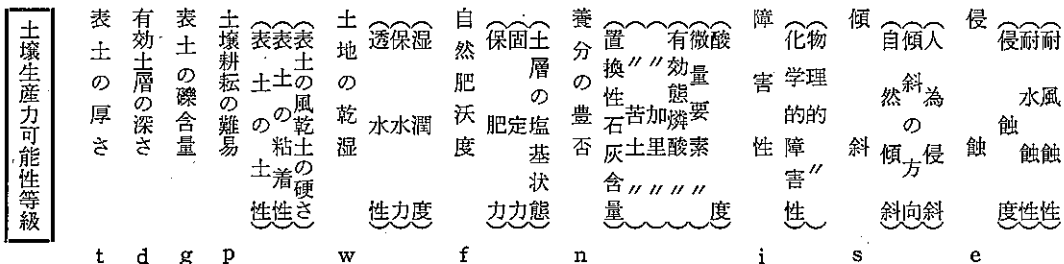 土壌生産力可能性等級
表土の厚さ t
有効土層の深さ d
表土の礫含量 g
土壌耕耘の難易 p
表土の土性
表土の粘着性
表土の風乾土の硬さ
土地の乾湿 w
透水性
保水力
湿潤度
自然肥沃度 f
保肥力
固定力
土層の塩基状態
養分の豊否 n
置換性石灰含量
〃苦土〃
〃加里〃
有効態燐酸〃
微量要素〃
酸度
障害性 i
化学的障害性
物理的〃
傾斜 s
自然傾斜
傾斜の方向
人為侵斜
侵蝕 e
侵蝕度
耐水蝕性
耐風蝕性